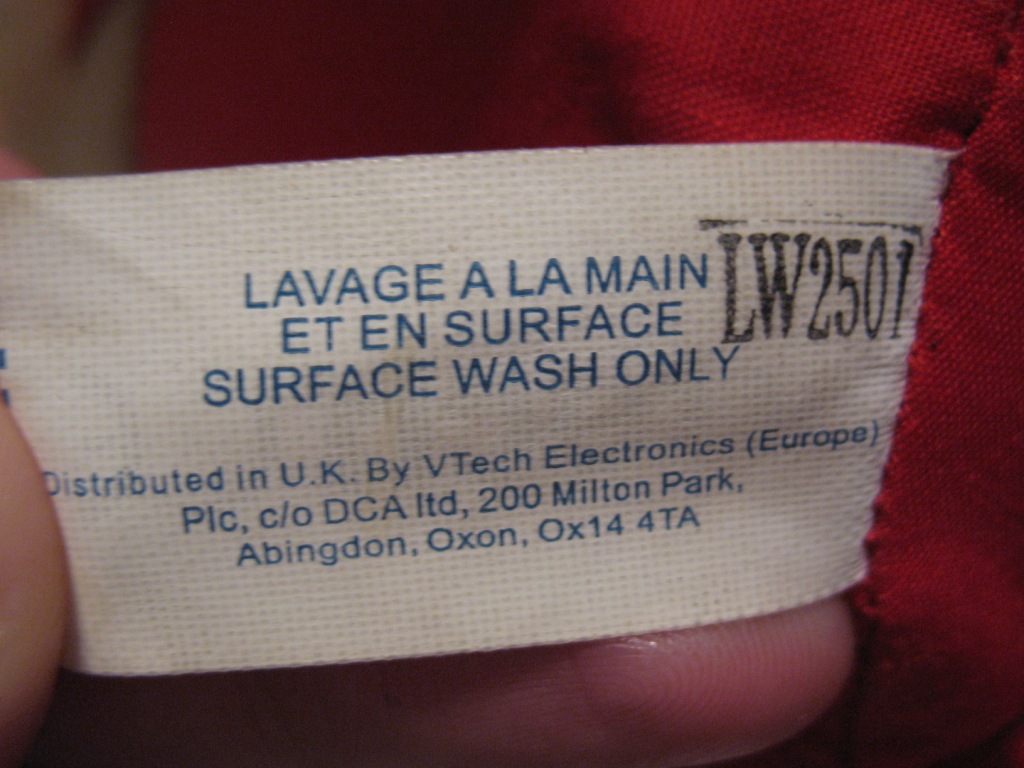 LAVAGE A LA MAIN
ET EN SURFACE
SURFACE WASH ONLY
LW2501
Distributed in U.K. By VTech Electronics (Europe)
Plc, c/o DCA ltd, 200 Milton Park,
Abingdon, Oxon, Ox14 4TA